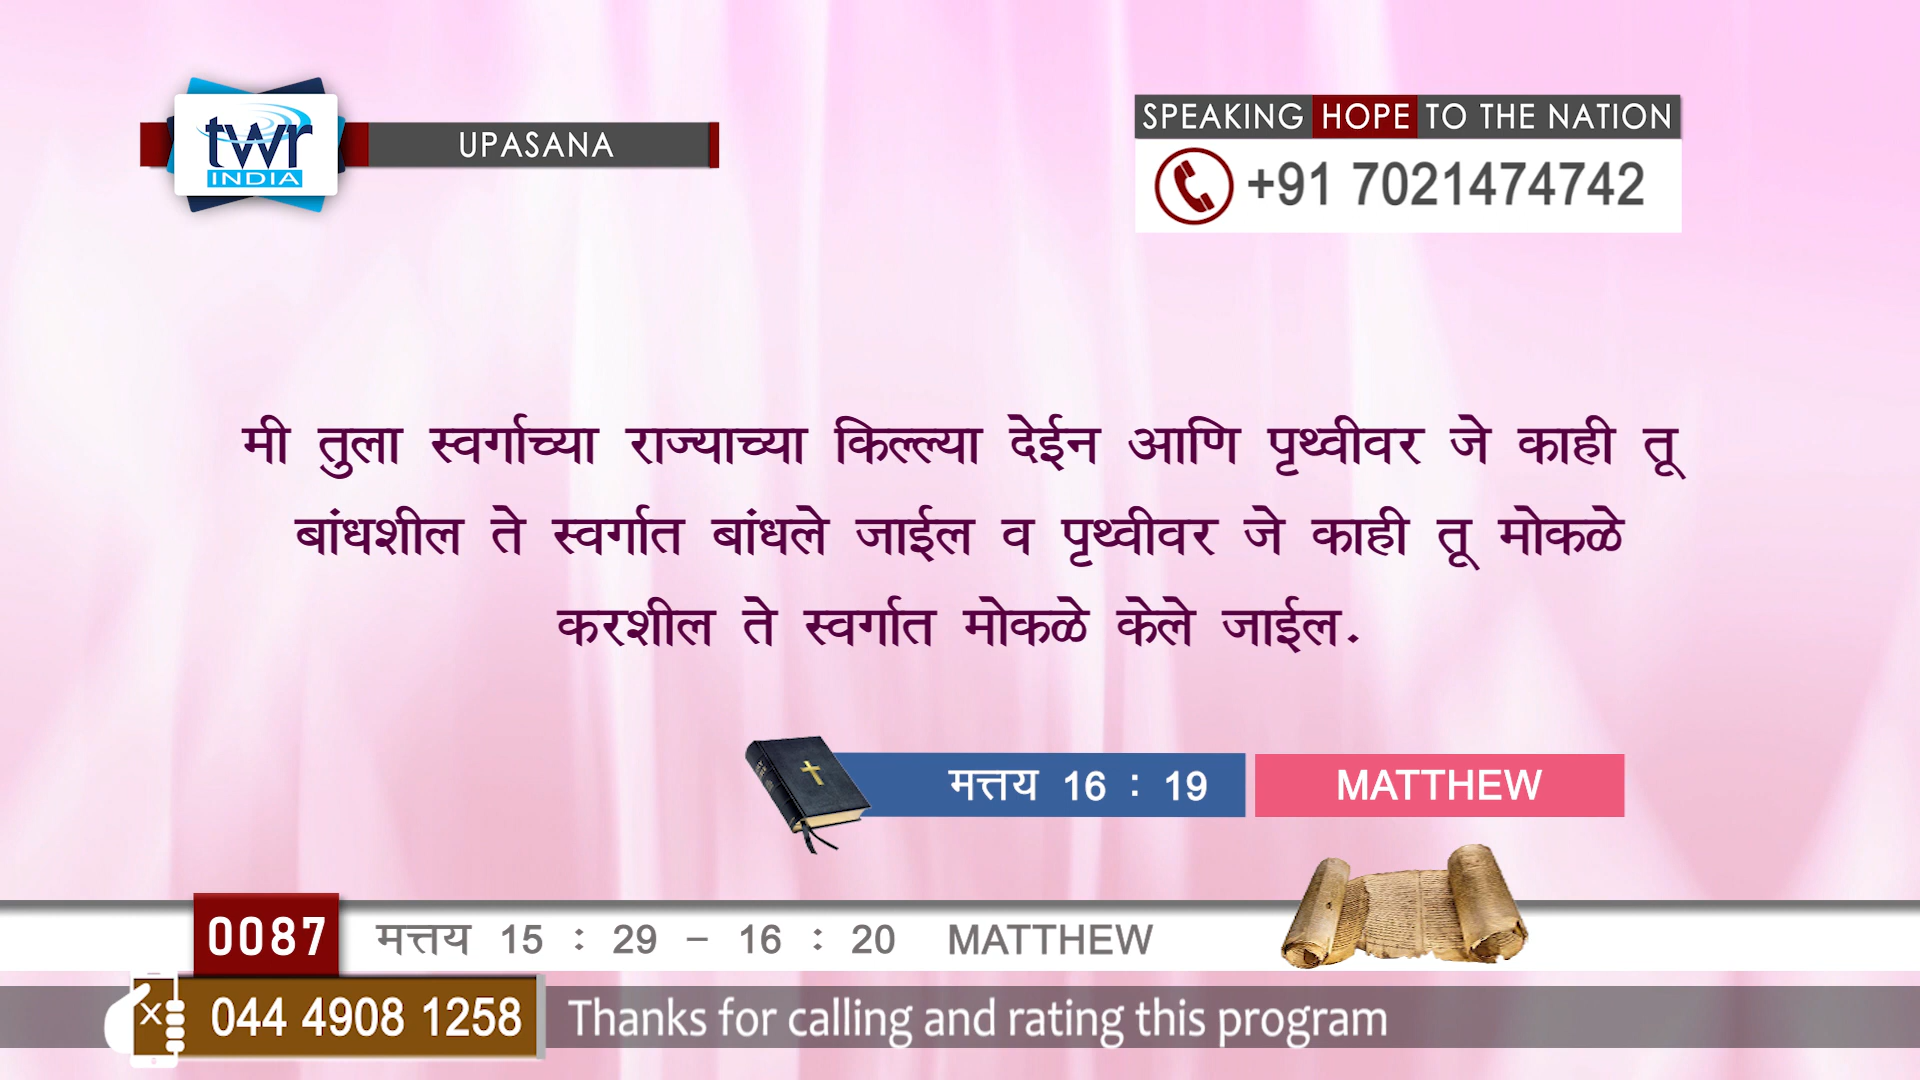 twr
INDIA
UPASANA
SPEAKING HOPE TO THE NATION
+91 7021474742
मी तुला स्वर्गाच्या राज्याच्या किल्ल्या देईन आणि पृथ्वीवर जे काही तू
बांधशील ते स्वर्गात बांधले जाईल व पृथ्वीवर जे काही तू मोकळे
करशील ते स्वर्गात मोकळे केले जाईल.
मत्तय 16 : 19 MATTHEW
0087 मत्तय 15 : 29 - 16 : 20 MATTHEW
044 4908 1258 Thanks for calling and rating this program